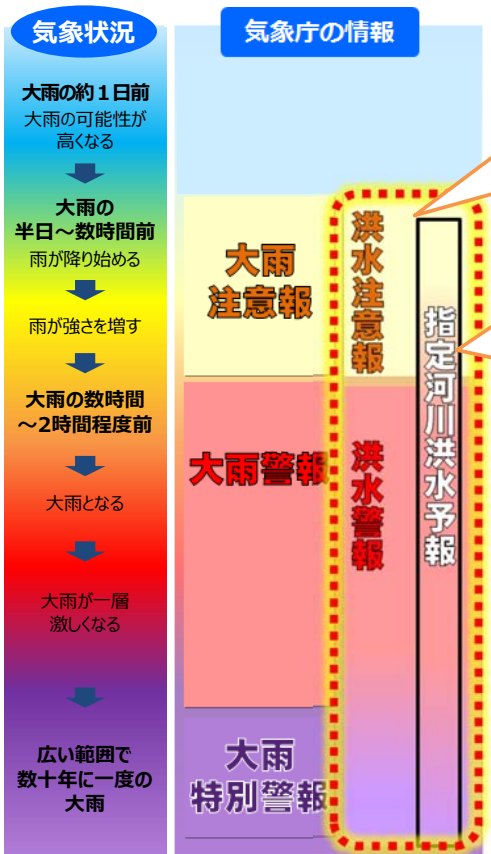 気象状況
大雨の約1日前
大雨の可能性が
高くなる
大雨の
半日～数時間前
雨が降り始める
雨が強さを増す
大雨の数時間
～2時間程度前
大雨となる
大雨が一層
激しくなる
広い範囲で
数十年に一度の
大雨
気象庁の情報
大雨
注意報
大雨警報
大雨
特別警報
洪水注意報
洪水警報
指定河川洪水予報